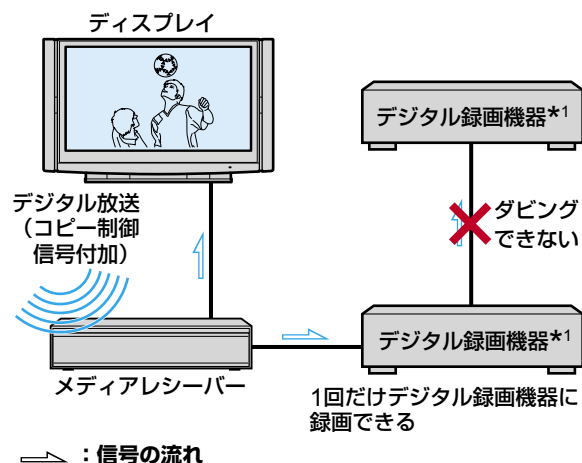 ディスプレイ
デジタル録画機器*1
デジタル放送
（コピー制御
信号付加）
ダビング
できない
デジタル録画機器*1
メディアレシーバー
1回だけデジタル録画機器に
録画できる
：信号の流れ